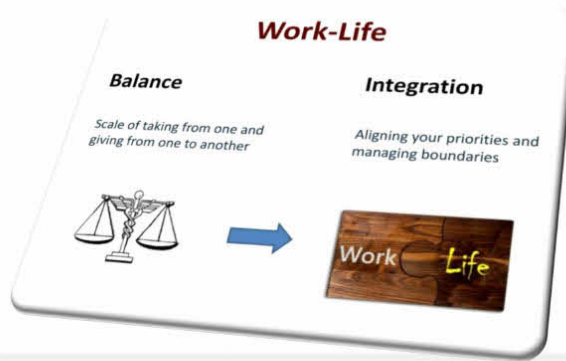 Work-Life
Balance
Scale of taking from one and
giving from one to another
Integration
Aligning your priorities and
managing boundaries
Work
Life